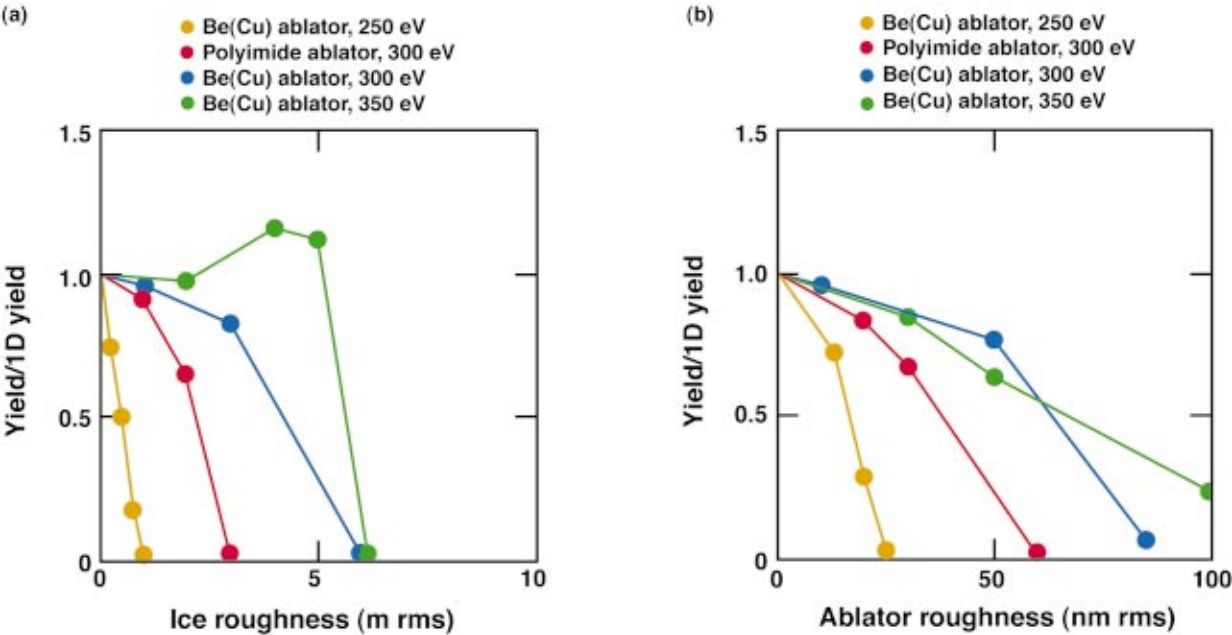 (a)
Be(Cu) ablator, 250 eV
Polyimide ablator, 300 eV
Be(Cu) ablator, 300 eV
Be(Cu) ablator, 350 eV
1.5
1.0
0.5
0
0
5
10
Yield/1D yield
Ice roughness (m rms)
(b)
Be(Cu) ablator, 250 eV
Polyimide ablator, 300 eV
Be(Cu) ablator, 300 eV
Be(Cu) ablator, 350 eV
1.5
1.0
0.5
0
0
50
100
Yield/1D yield
Ablator roughness (nm rms)